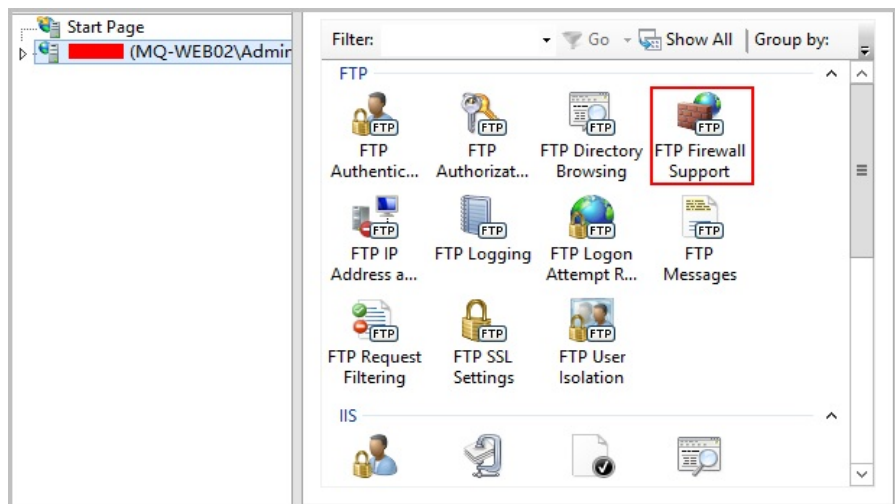 Start Page
(MQ-WEB02\Admin
Filter:
Go
Show All
Group by:
FTP
FTP
FTP
FTP
FTP
FTP
Authentic...
FTP
Authorizat...
FTP Directory
Browsing
FTP Firewall
Support
FTP
FTP
FTP
FTP
FTP IP
Address a...
FTP Logging
FTP Logon
Attempt R...
FTP
Messages
FTP
FTP
FTP
FTP Request
Filtering
FTP SSL
Settings
FTP User
Isolation
IIS